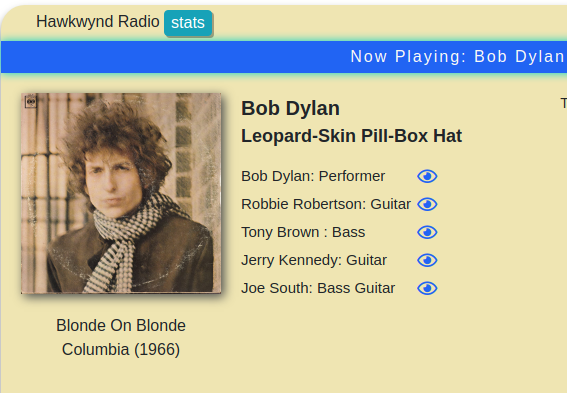 Hawkwynd Radio stats
Now Playing: Bob Dylan
Bob Dylan
Leopard-Skin Pill-Box Hat
Bob Dylan: Performer
Robbie Robertson: Guitar
Tony Brown : Bass
Jerry Kennedy: Guitar
Joe South: Bass Guitar
Blonde On Blonde
Columbia (1966)